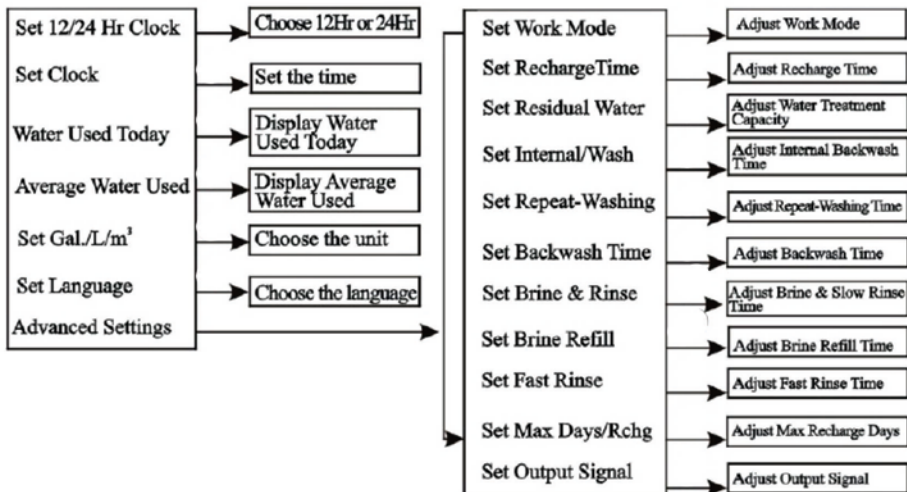 Set 12/24 Hr Clock
Choose 12Hr or 24Hr
Set Clock
Set the time
Water Used Today
Display Water
Used Today
Average Water Used
Display Average
Water Used
Set Gal./L/m³
Choose the unit
Set Language
Choose the language
Advanced Settings
Set Work Mode
Adjust Work Mode
Set RechargeTime
Adjust Recharge Time
Set Residual Water
Adjust Water Treatment
Capacity
Set Internal/Wash
Adjust Internal Backwash
Time
Set Repeat-Washing
Adjust Repeat-Washing Time
Set Backwash Time
Adjust Backwash Time
Set Brine & Rinse
Adjust Brine & Slow Rinse
Time
Set Brine Refill
Adjust Brine Refill Time
Set Fast Rinse
Adjust Fast Rinse Time
Set Max Days/Rchg
Adjust Max Recharge Days
Set Output Signal
Adjust Output Signal